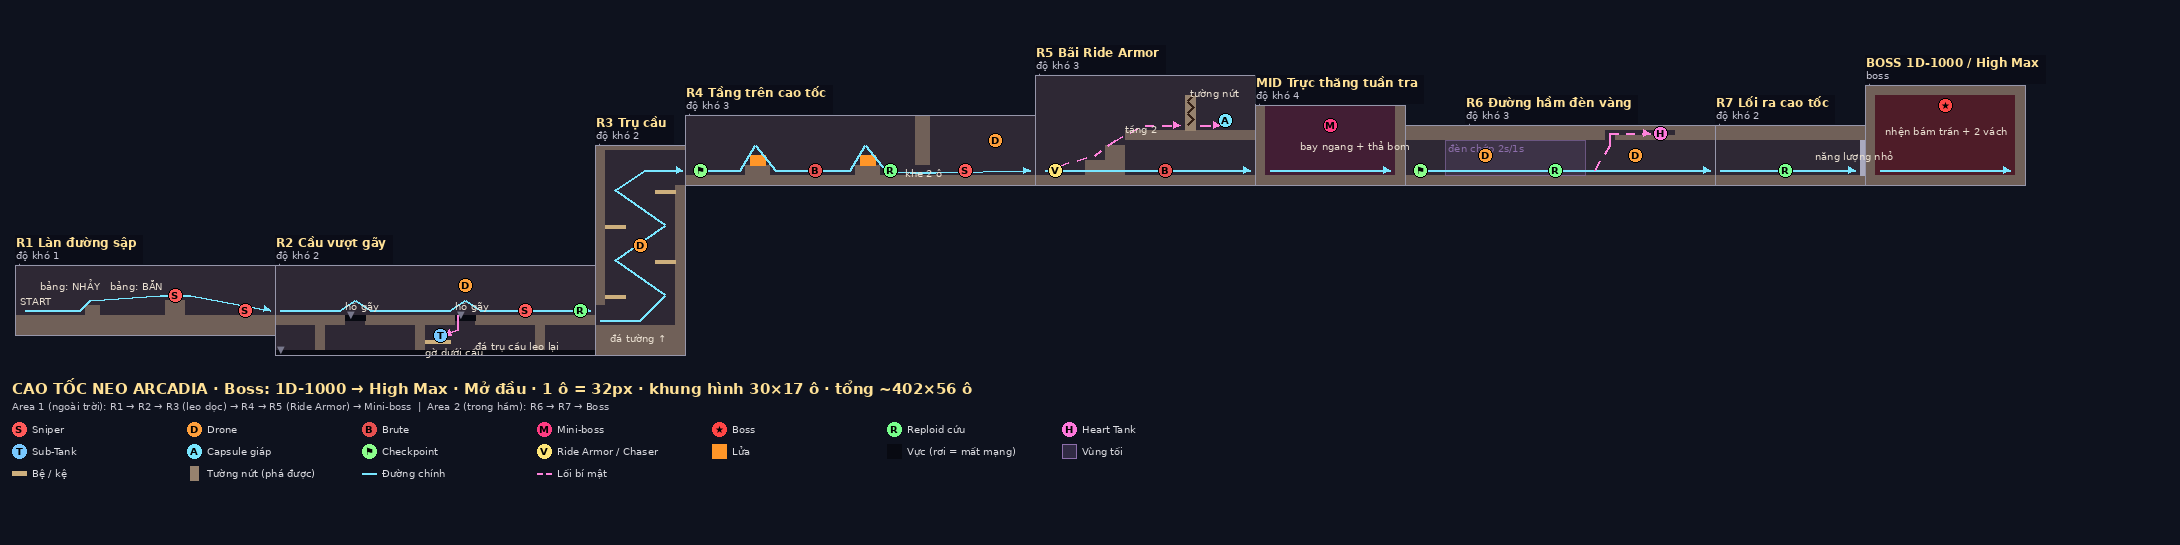 R5 Bãi Ride Armor
độ khó 3
BOSS 1D-1000 / High Max
boss
MID Trực thăng tuần tra
độ khó 4
R4 Tầng trên cao tốc
độ khó 3
R6 Đường hầm đèn vàng
độ khó 3
R7 Lối ra cao tốc
độ khó 2
R3 Trụ cầu
độ khó 2
tường nứt
A
tầng 2
D
M
★
nhện bám trần + 2 vách
H
bay ngang + thả bom
đèn chớp 2s/1s
D
D
năng lượng nhỏ
⚑
B
R
khe 2 ô
S
V
B
⚑
R
R
R1 Làn đường sập
độ khó 1
R2 Cầu vượt gãy
độ khó 2
D
bảng: NHẢY
bảng: BẮN
START
S
S
D
hố gãy
hố gãy
S
R
T
gờ dưới cầu
đá trụ cầu leo lại
đá tường ↑
CAO TỐC NEO ARCADIA · Boss: 1D-1000 → High Max · Mở đầu · 1 ô = 32px · khung hình 30×17 ô · tổng ~402×56 ô
Area 1 (ngoài trời): R1 → R2 → R3 (leo dọc) → R4 → R5 (Ride Armor) → Mini-boss | Area 2 (trong hầm): R6 → R7 → Boss
S Sniper
D Drone
B Brute
M Mini-boss
★ Boss
R Reploid cứu
H Heart Tank
T Sub-Tank
A Capsule giáp
⚑ Checkpoint
V Ride Armor / Chaser
Lửa
Vực (rơi = mất mạng)
Vùng tối
Bệ / kệ
Tường nứt (phá được)
Đường chính
Lối bí mật